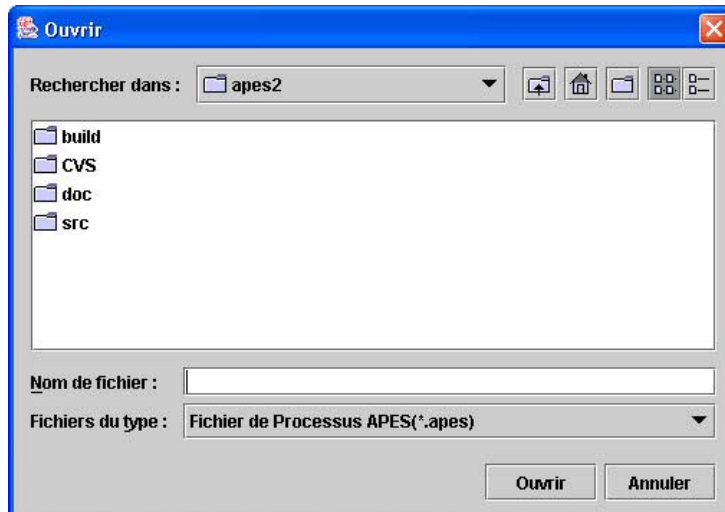 Ouvrir
Rechercher dans : apes2
build
CVS
doc
src
Nom de fichier :
Fichiers du type : Fichier de Processus APES(*.apes)
Ouvrir Annuler